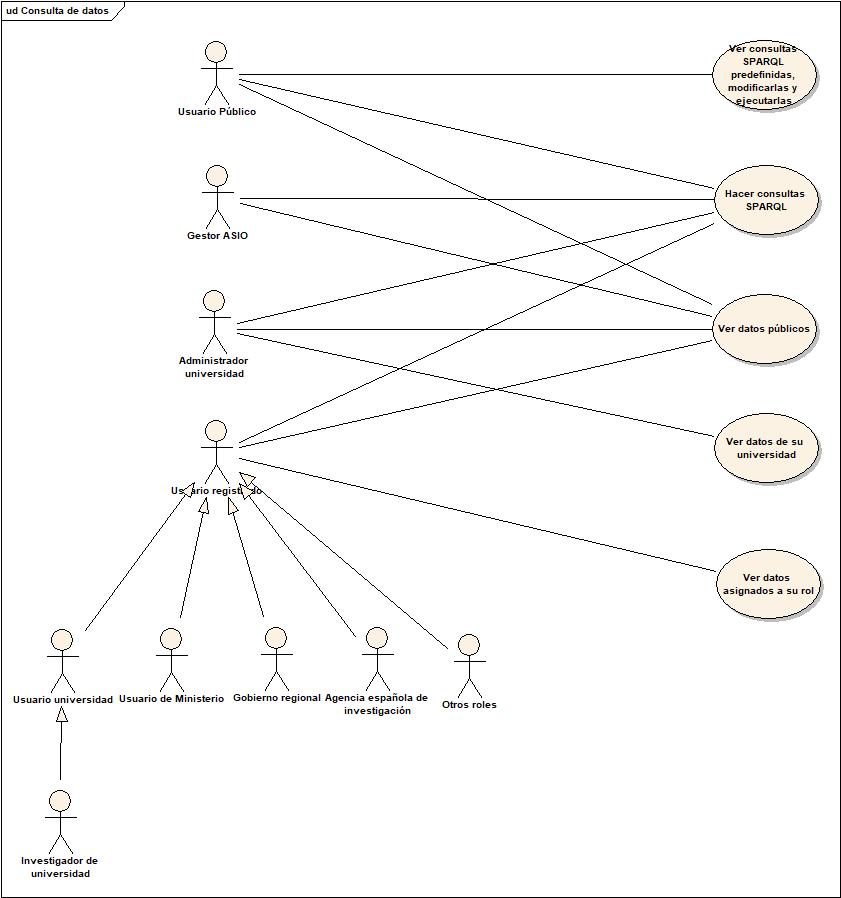 ud Consulta de datos
Ver consultas
SPARQL
predefinidas,
modificarlas y
ejecutarlas
Usuario Público
Hacer consultas
SPARQL
Gestor ASIO
Ver datos públicos
Administrador
universidad
Ver datos de su
universidad
Usuario registrado
Ver datos
asignados a su rol
Usuario universidad
Usuario de Ministerio
Gobierno regional
Agencia española de
investigación
Otros roles
Investigador de
universidad